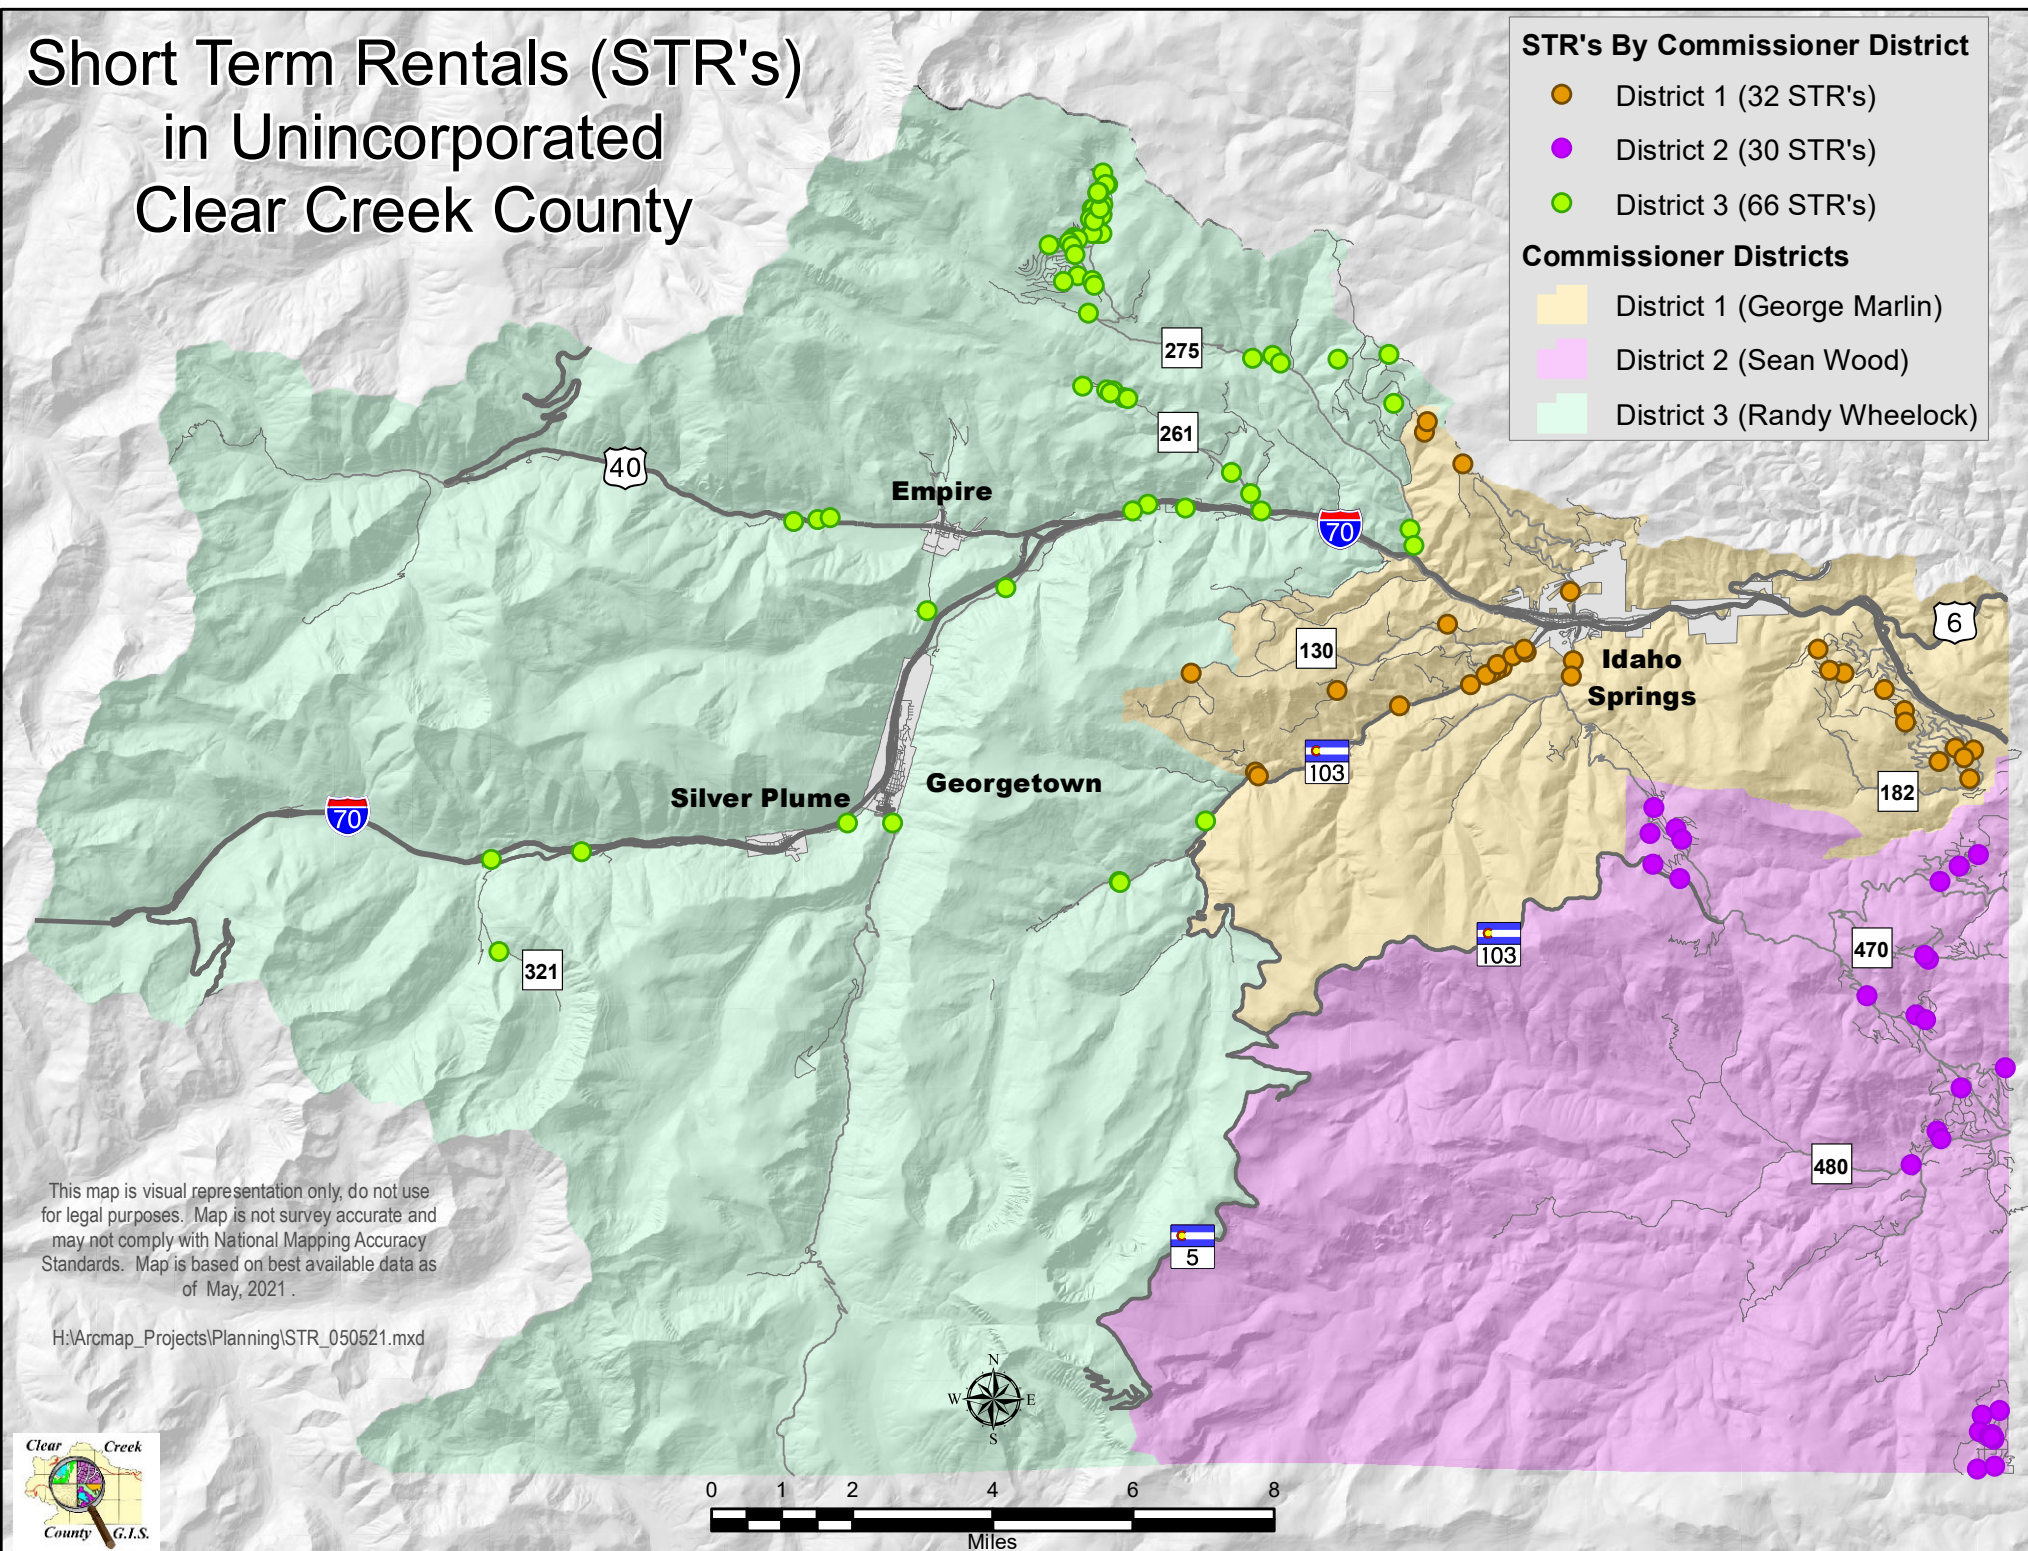 Short Term Rentals (STR's)
in Unincorporated
Clear Creek County
STR's By Commissioner District
District 1 (32 STR's)
District 2 (30 STR's)
District 3 (66 STR's)
Commissioner Districts
District 1 (George Marlin)
District 2 (Sean Wood)
District 3 (Randy Wheelock)
275
261
40
Empire
70
6
130
Idaho
Springs
103
182
Silver Plume
Georgetown
70
103
470
321
480
5
This map is visual representation only, do not use
for legal purposes. Map is not survey accurate and
may not comply with National Mapping Accuracy
Standards. Map is based on best available data as
of May, 2021 .
H:\Arcmap_Projects\Planning\STR_050521.mxd
N
W
E
S
Clear Creek
County G.I.S.
0 1 2 4 6 8
Miles